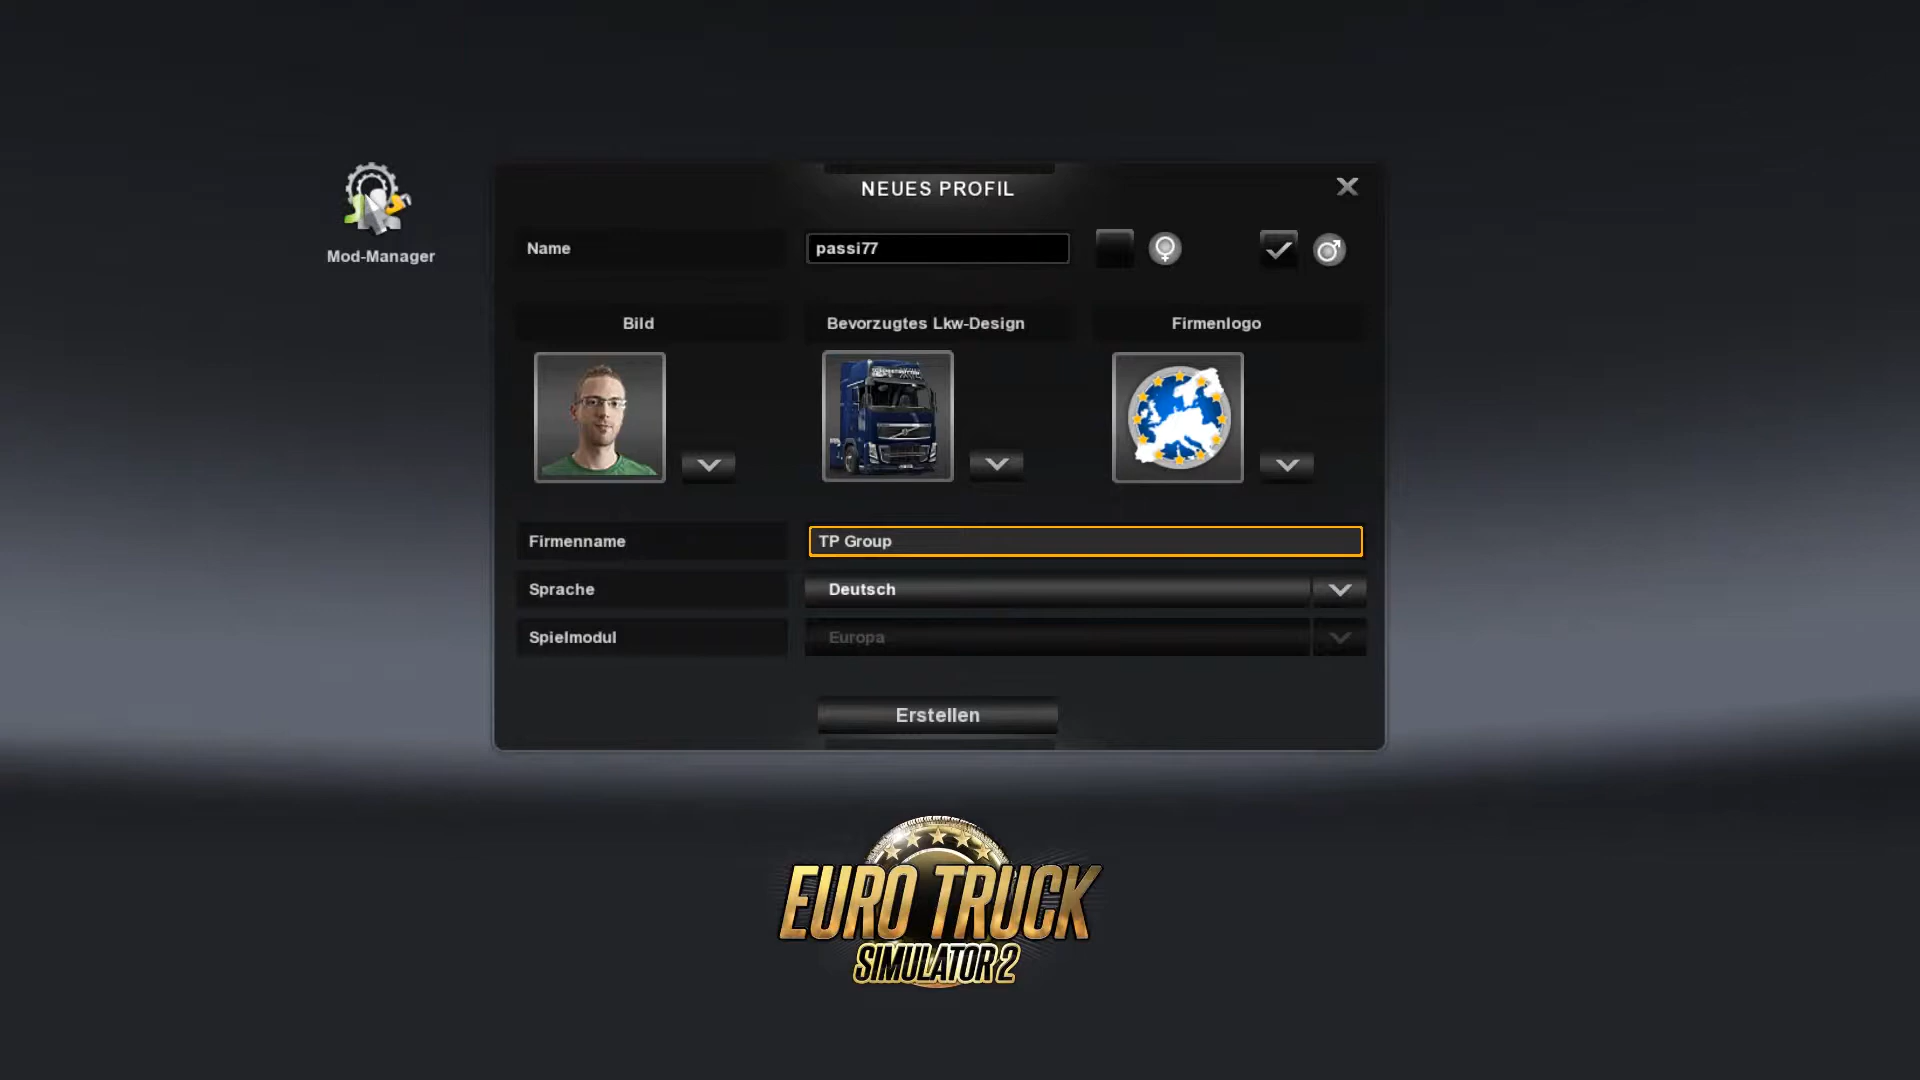 NEUES PROFIL
Mod-Manager
Name
passi77
Bild
Bevorzugtes Lkw-Design
Firmenlogo
Firmenname
TP Group
Sprache
Deutsch
Spielmodul
Europa
Erstellen
EURO TRUCK
SIMULATOR 2